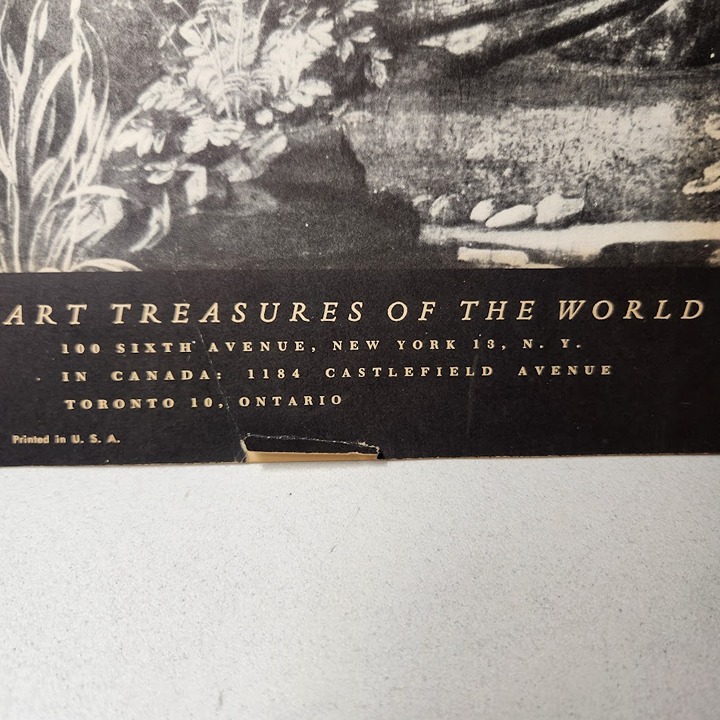 ART TREASURES OF THE WORLD
100 SIXTH AVENUE, NEW YORK 13, N. Y.
IN CANADA: 1184 CASTLEFIELD AVENUE
TORONTO 10, ONTARIO
Printed in U. S. A.